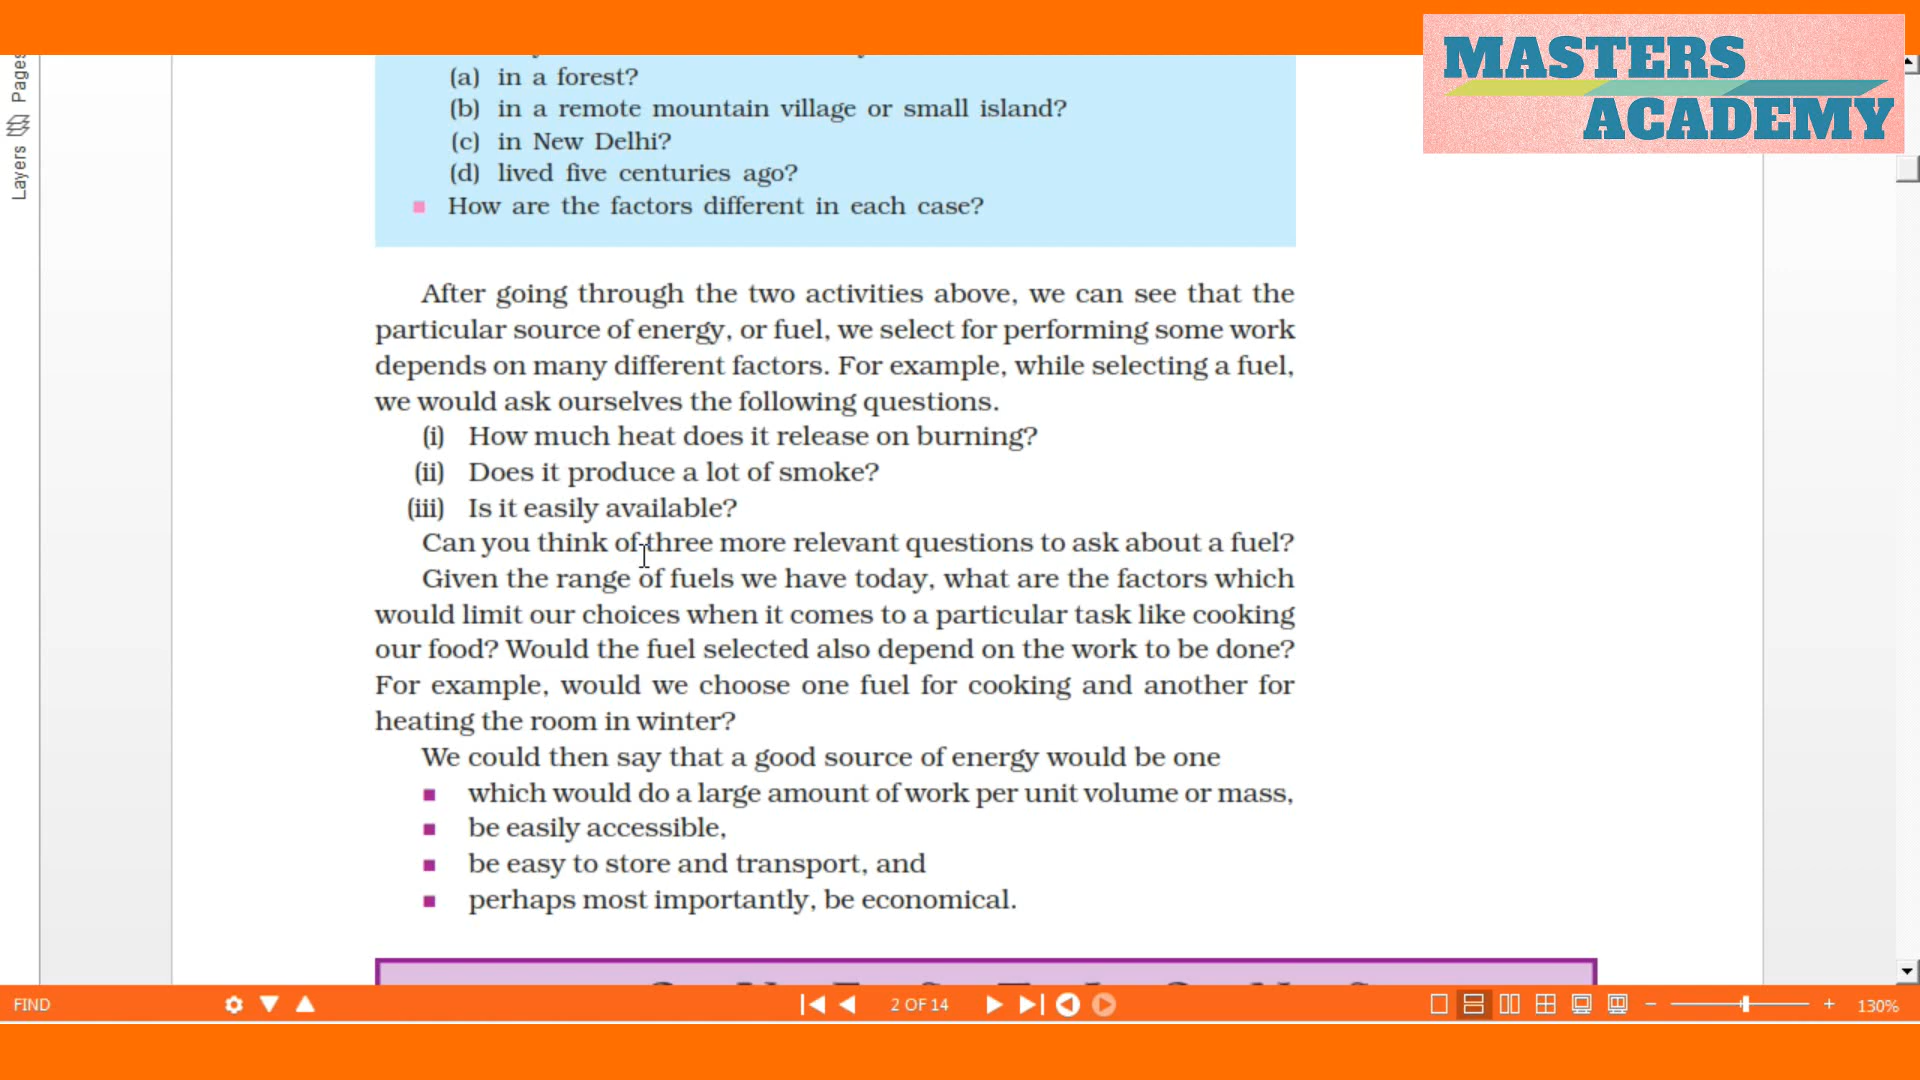 MASTERS
ACADEMY
Pages
Layers
(a) in a forest?
(b) in a remote mountain village or small island?
(c) in New Delhi?
(d) lived five centuries ago?
■ How are the factors different in each case?
After going through the two activities above, we can see that the
particular source of energy, or fuel, we select for performing some work
depends on many different factors. For example, while selecting a fuel,
we would ask ourselves the following questions.
(i) How much heat does it release on burning?
(ii) Does it produce a lot of smoke?
(iii) Is it easily available?
Can you think of three more relevant questions to ask about a fuel?
Given the range of fuels we have today, what are the factors which
would limit our choices when it comes to a particular task like cooking
our food? Would the fuel selected also depend on the work to be done?
For example, would we choose one fuel for cooking and another for
heating the room in winter?
We could then say that a good source of energy would be one
■ which would do a large amount of work per unit volume or mass,
■ be easily accessible,
■ be easy to store and transport, and
■ perhaps most importantly, be economical.
FIND
2 OF 14
130%